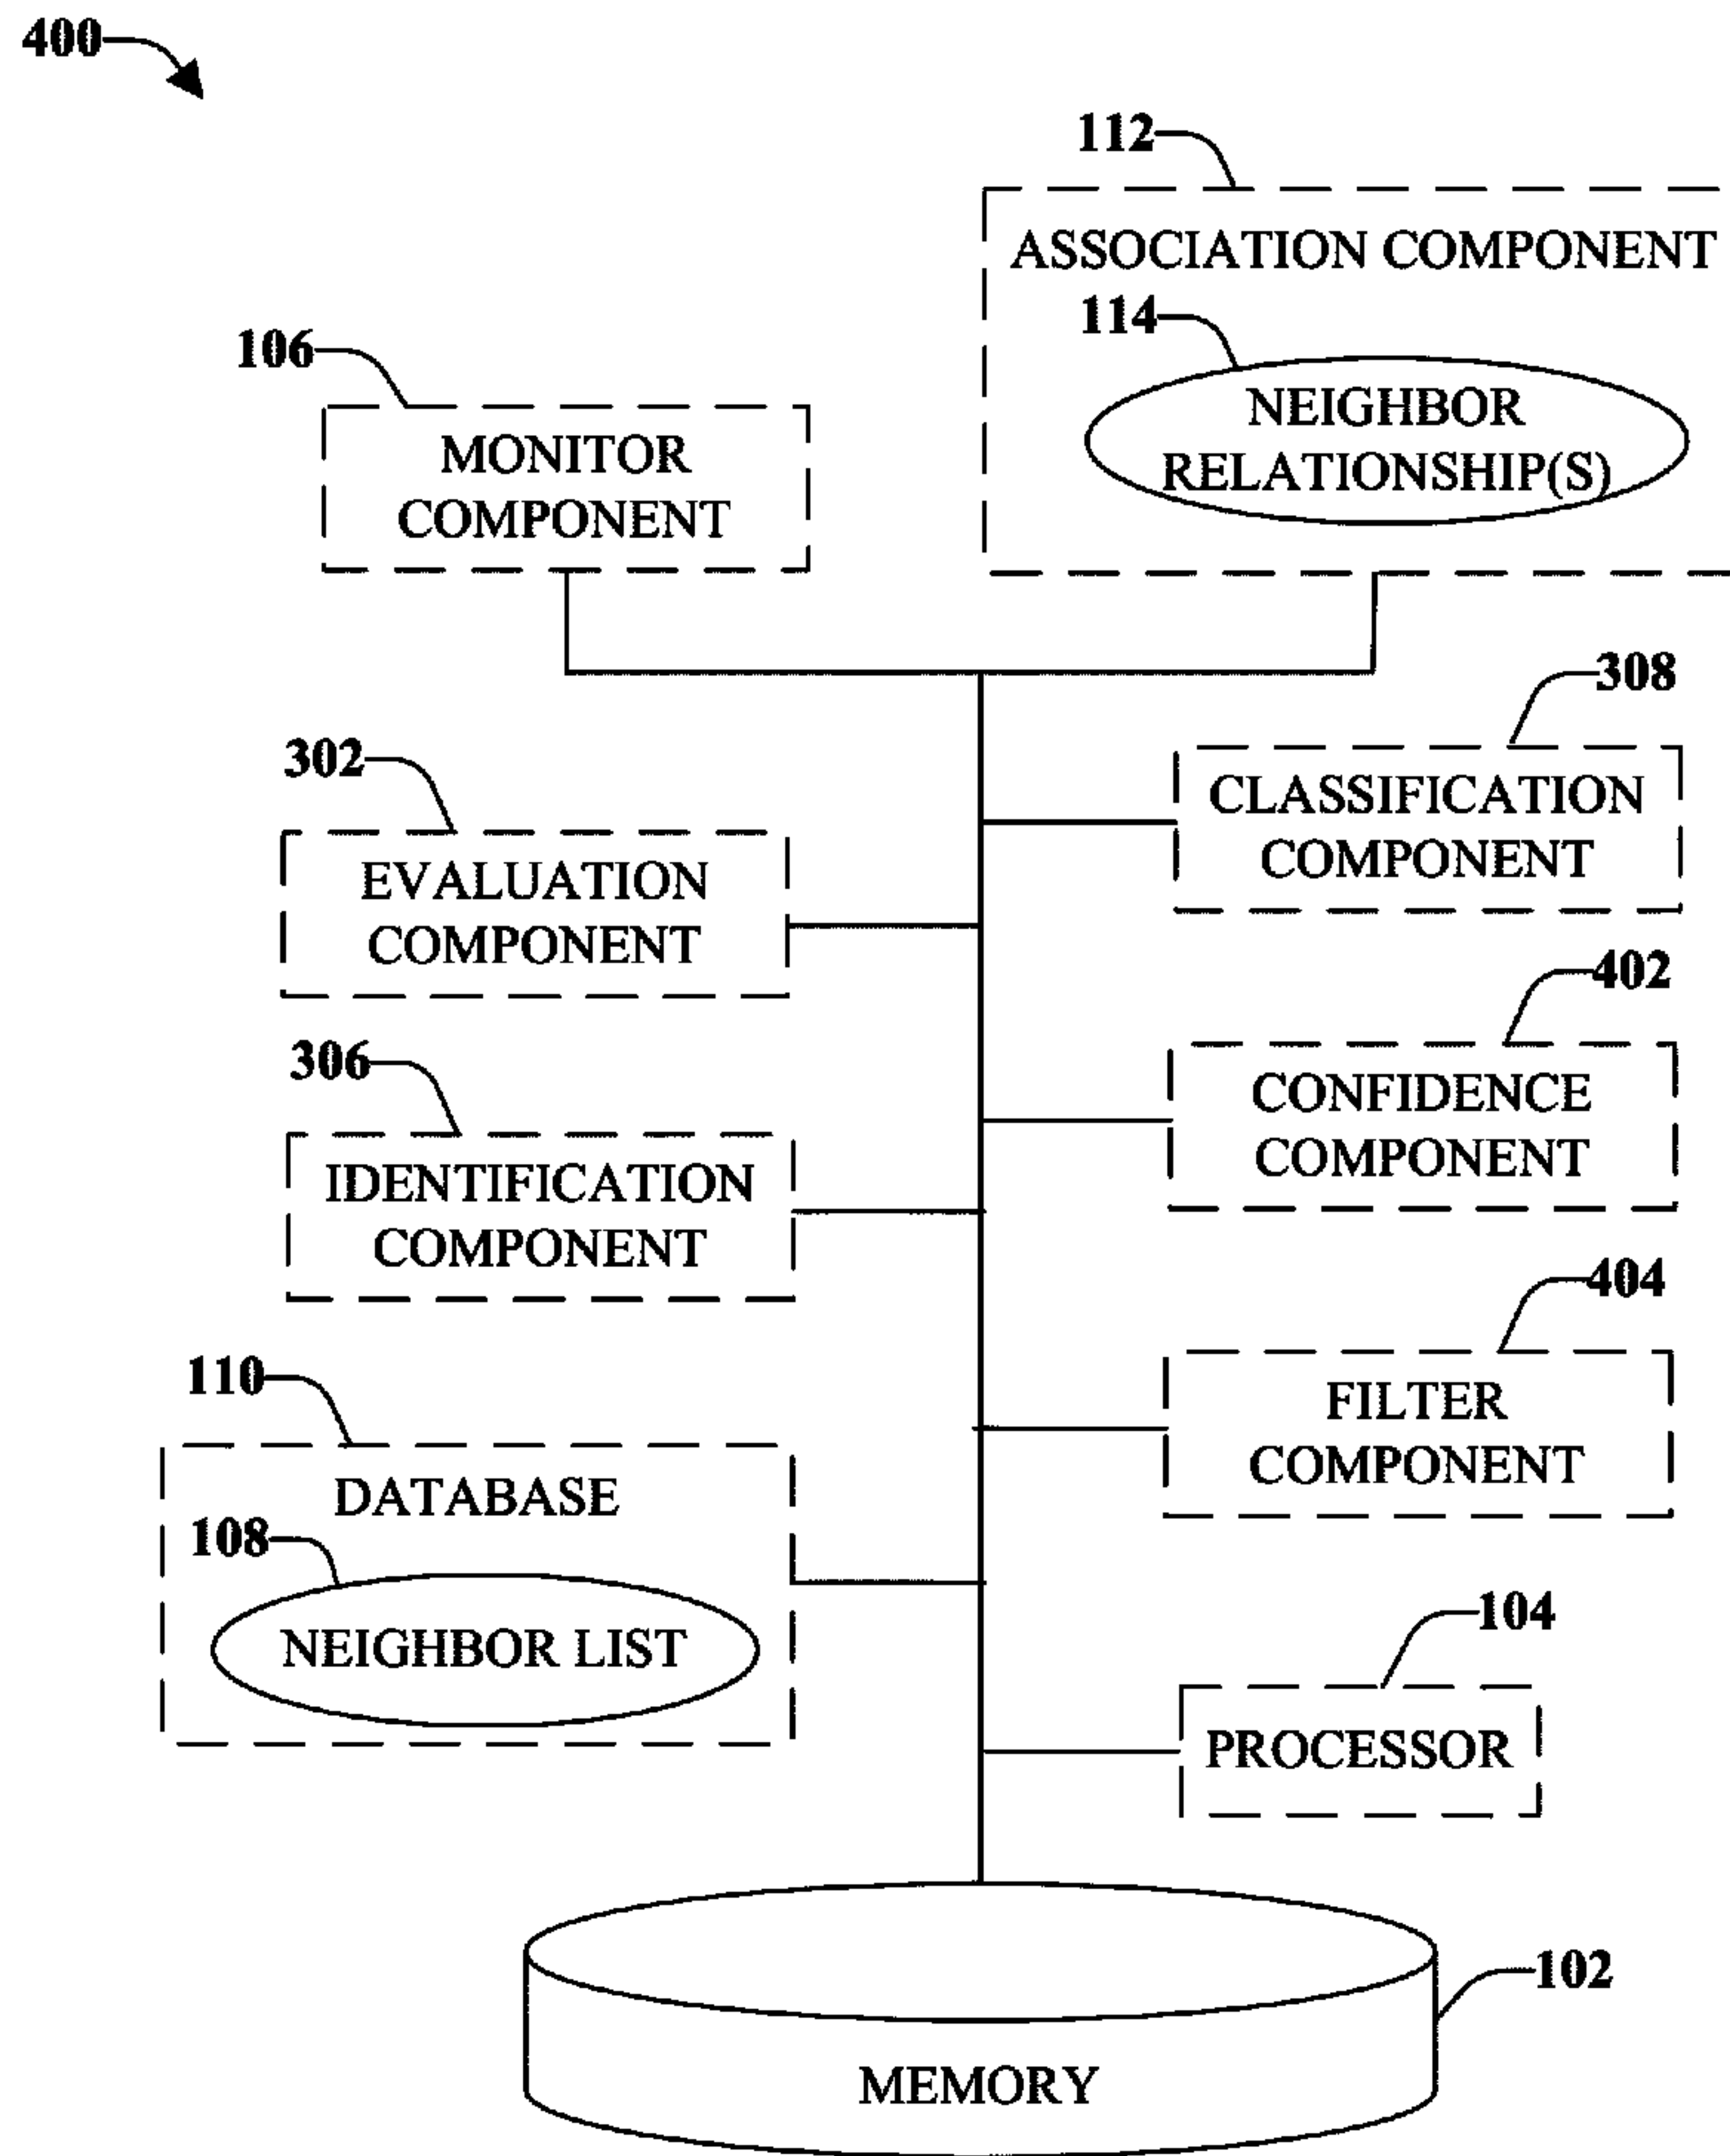 400
112
ASSOCIATION COMPONENT
114
NEIGHBOR
RELATIONSHIP(S)
106
MONITOR
COMPONENT
308
CLASSIFICATION
COMPONENT
302
EVALUATION
COMPONENT
402
CONFIDENCE
COMPONENT
306
IDENTIFICATION
COMPONENT
404
FILTER
COMPONENT
110
DATABASE
108
NEIGHBOR LIST
104
PROCESSOR
102
MEMORY